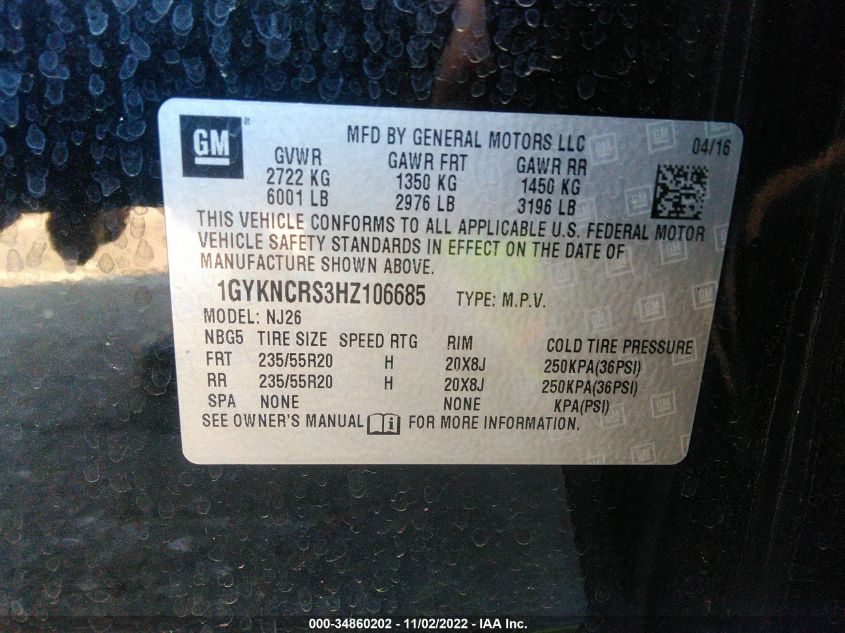 GM ® MFD BY GENERAL MOTORS LLC 04/16
GVWR GAWR FRT GAWR RR
2722 KG 1350 KG 1450 KG
6001 LB 2976 LB 3196 LB
THIS VEHICLE CONFORMS TO ALL APPLICABLE U.S. FEDERAL MOTOR
VEHICLE SAFETY STANDARDS IN EFFECT ON THE DATE OF
MANUFACTURE SHOWN ABOVE.
1GYKNCRS3HZ106685 TYPE: M.P.V.
MODEL: NJ26
NBG5 TIRE SIZE SPEED RTG RIM COLD TIRE PRESSURE
FRT 235/55R20 H 20X8J 250KPA(36PSI)
RR 235/55R20 H 20X8J 250KPA(36PSI)
SPA NONE NONE KPA(PSI)
SEE OWNER'S MANUAL FOR MORE INFORMATION.
000-34860202 - 11/02/2022 - IAA Inc.